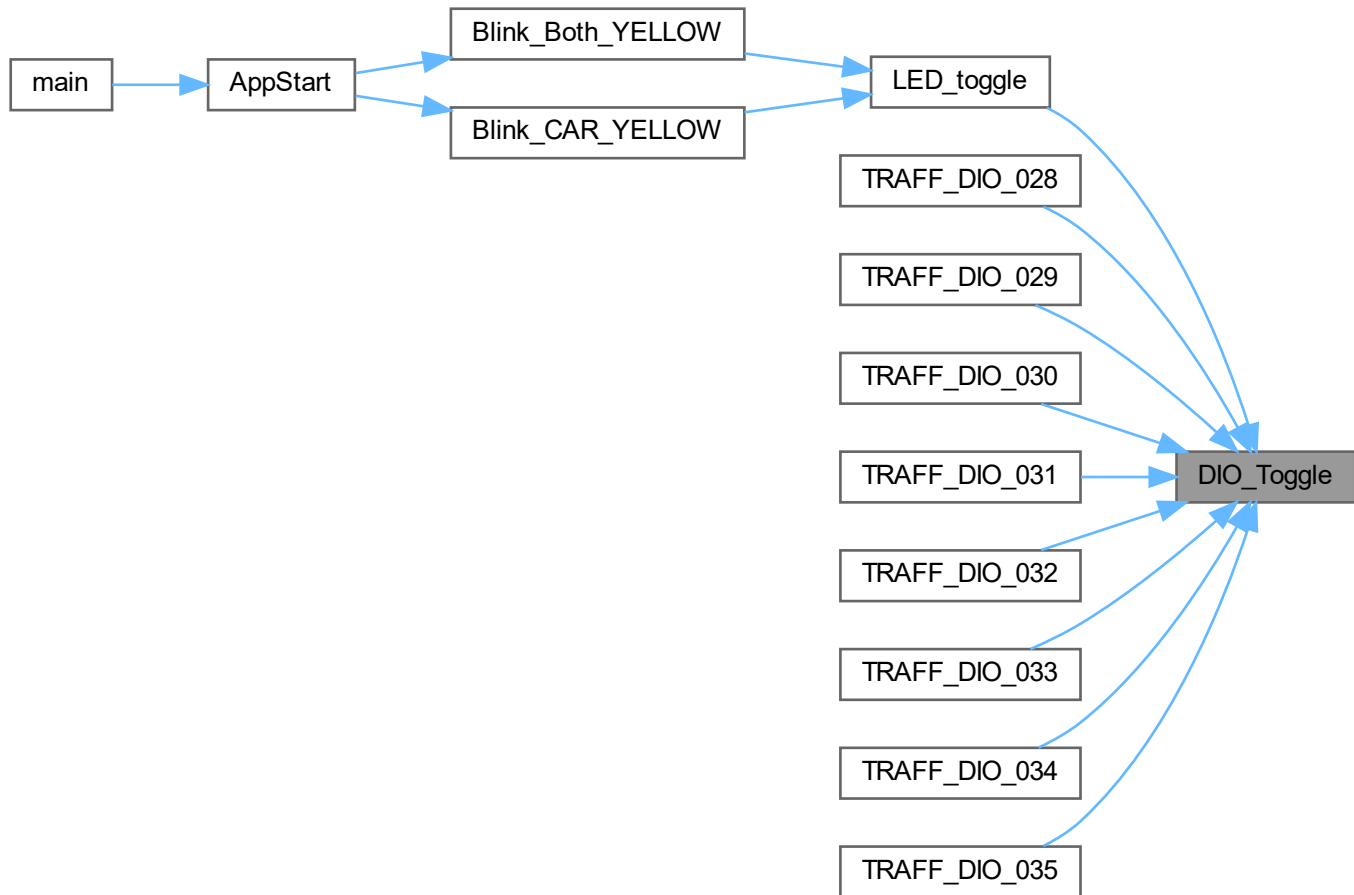 main
AppStart
Blink_Both_YELLOW
Blink_CAR_YELLOW
LED_toggle
TRAFF_DIO_028
TRAFF_DIO_029
TRAFF_DIO_030
TRAFF_DIO_031
TRAFF_DIO_032
TRAFF_DIO_033
TRAFF_DIO_034
TRAFF_DIO_035
DIO_Toggle